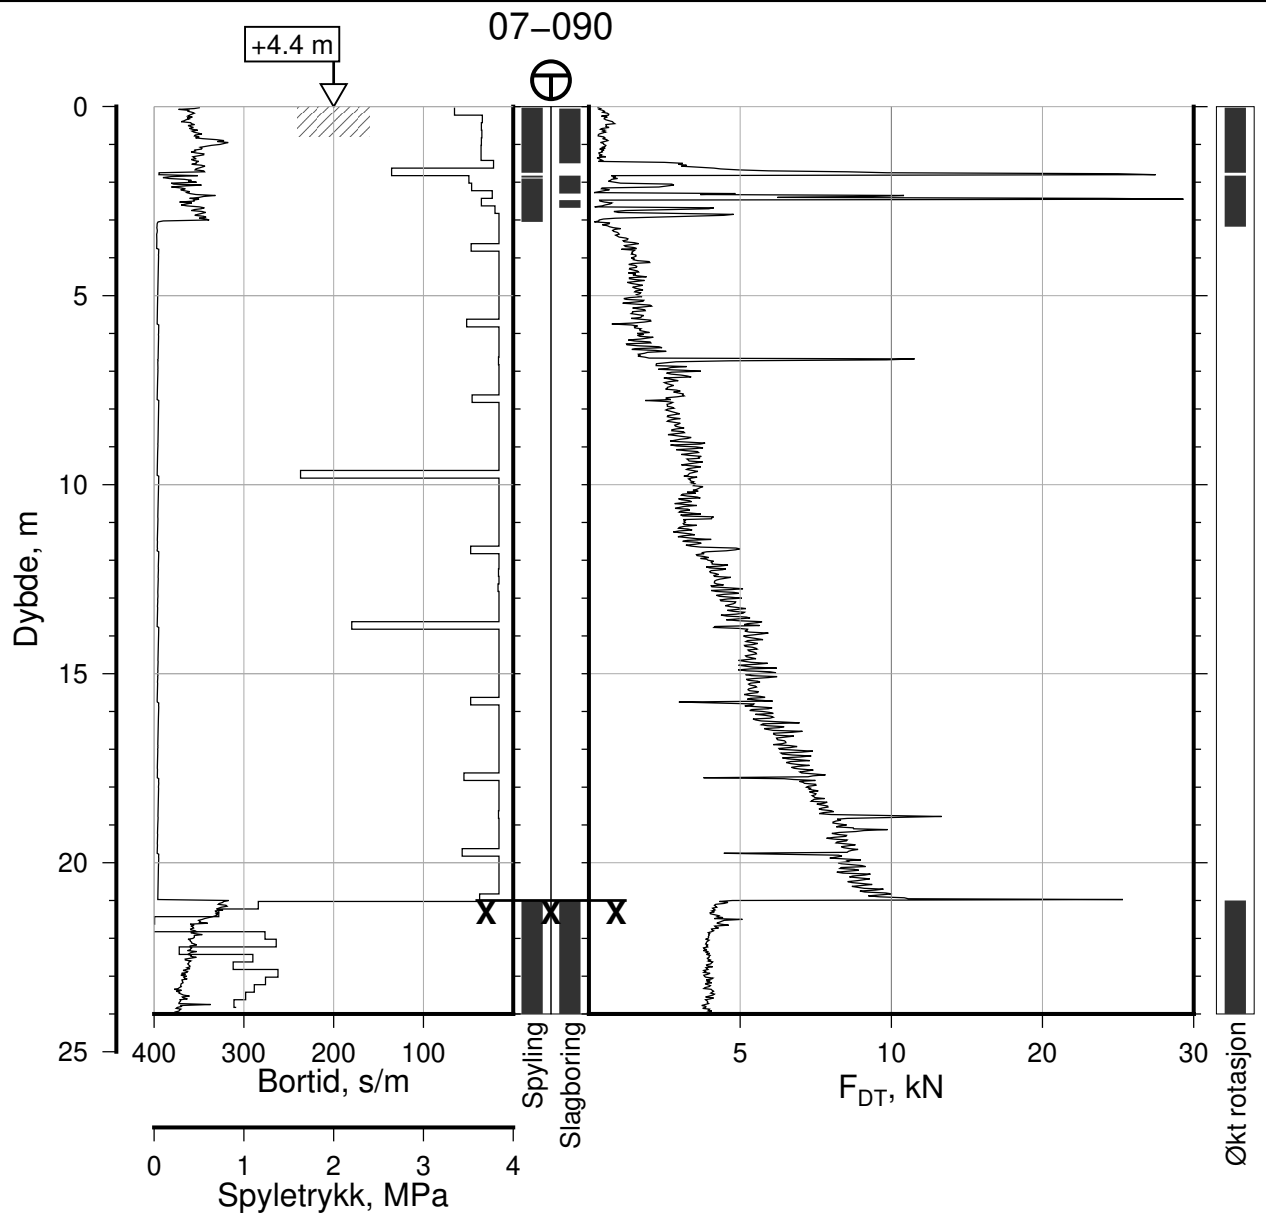 07–090
+4.4 m
0
5
10
15
20
25
Dybde, m
400 300 200 100
Bortid, s/m
0 1 2 3 4
Spyletrykk, MPa
Spyling
Slagboring
X X X
5 10 20 30
F_DT, kN
Økt rotasjon